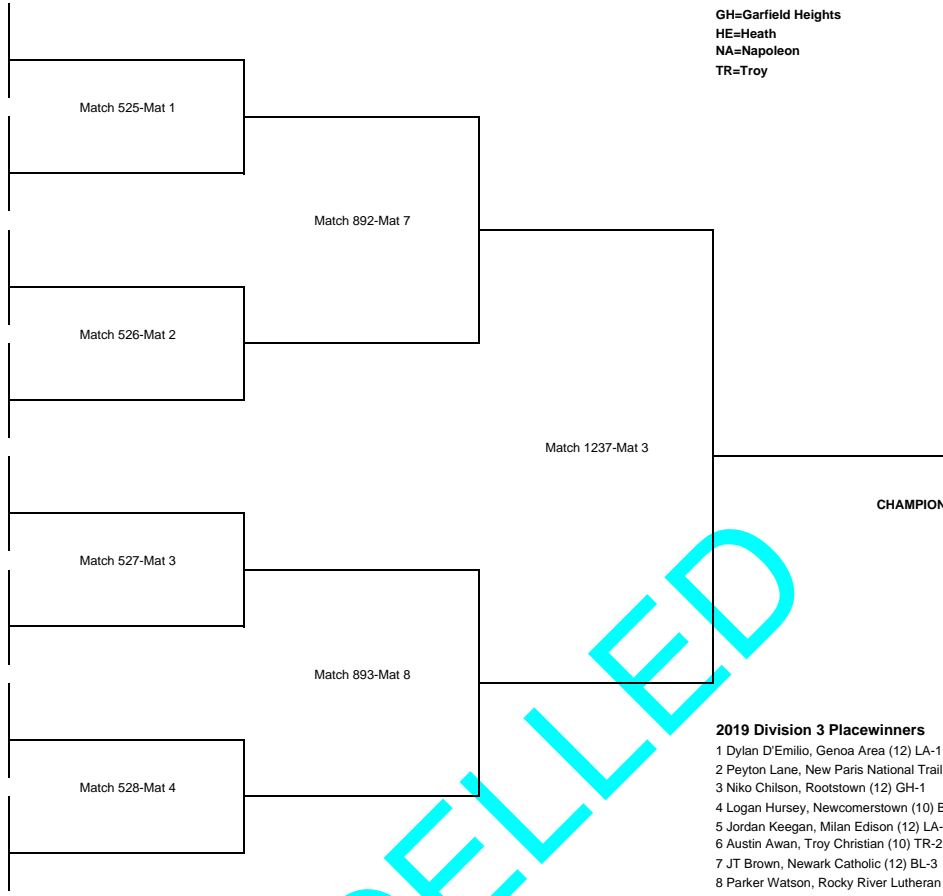 GH=Garfield Heights
HE=Heath
NA=Napoleon
TR=Troy
Match 525-Mat 1
Match 892-Mat 7
Match 526-Mat 2
Match 1237-Mat 3
CHAMPION
Match 527-Mat 3
Match 893-Mat 8
Match 528-Mat 4
2019 Division 3 Placewinners
1 Dylan D'Emilio, Genoa Area (12) LA-1
2 Peyton Lane, New Paris National Trail
3 Niko Chilson, Rootstown (12) GH-1
4 Logan Hursey, Newcomerstown (10) B
5 Jordan Keegan, Milan Edison (12) LA-
6 Austin Awan, Troy Christian (10) TR-2
7 JT Brown, Newark Catholic (12) BL-3
8 Parker Watson, Rocky River Lutheran
ELLED